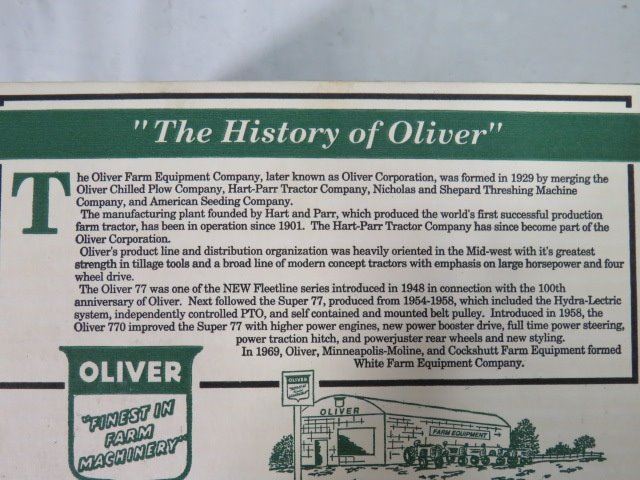 "The History of Oliver"
The Oliver Farm Equipment Company, later known as Oliver Corporation, was formed in 1929 by merging the
Oliver Chilled Plow Company, Hart-Parr Tractor Company, Nicholas and Shepard Threshing Machine
Company, and American Seeding Company.
The manufacturing plant founded by Hart and Parr, which produced the world's first successful production
farm tractor, has been in operation since 1901. The Hart-Parr Tractor Company has since become part of the
Oliver Corporation.
Oliver's product line and distribution organization was heavily oriented in the Mid-west with it's greatest
strength in tillage tools and a broad line of modern concept tractors with emphasis on large horsepower and four
wheel drive.
The Oliver 77 was one of the NEW Fleetline series introduced in 1948 in connection with the 100th
anniversary of Oliver. Next followed the Super 77, produced from 1954-1958, which included the Hydra-Lectric
system, independently controlled PTO, and self contained and mounted belt pulley. Introduced in 1958, the
Oliver 770 improved the Super 77 with higher power engines, new power booster drive, full time power steering,
power traction hitch, and powerjuster rear wheels and new styling.
In 1969, Oliver, Minneapolis-Moline, and Cockshutt Farm Equipment formed
White Farm Equipment Company.
OLIVER
"FINEST IN
FARM
MACHINERY"
OLIVER
OLIVER
FARM EQUIPMENT